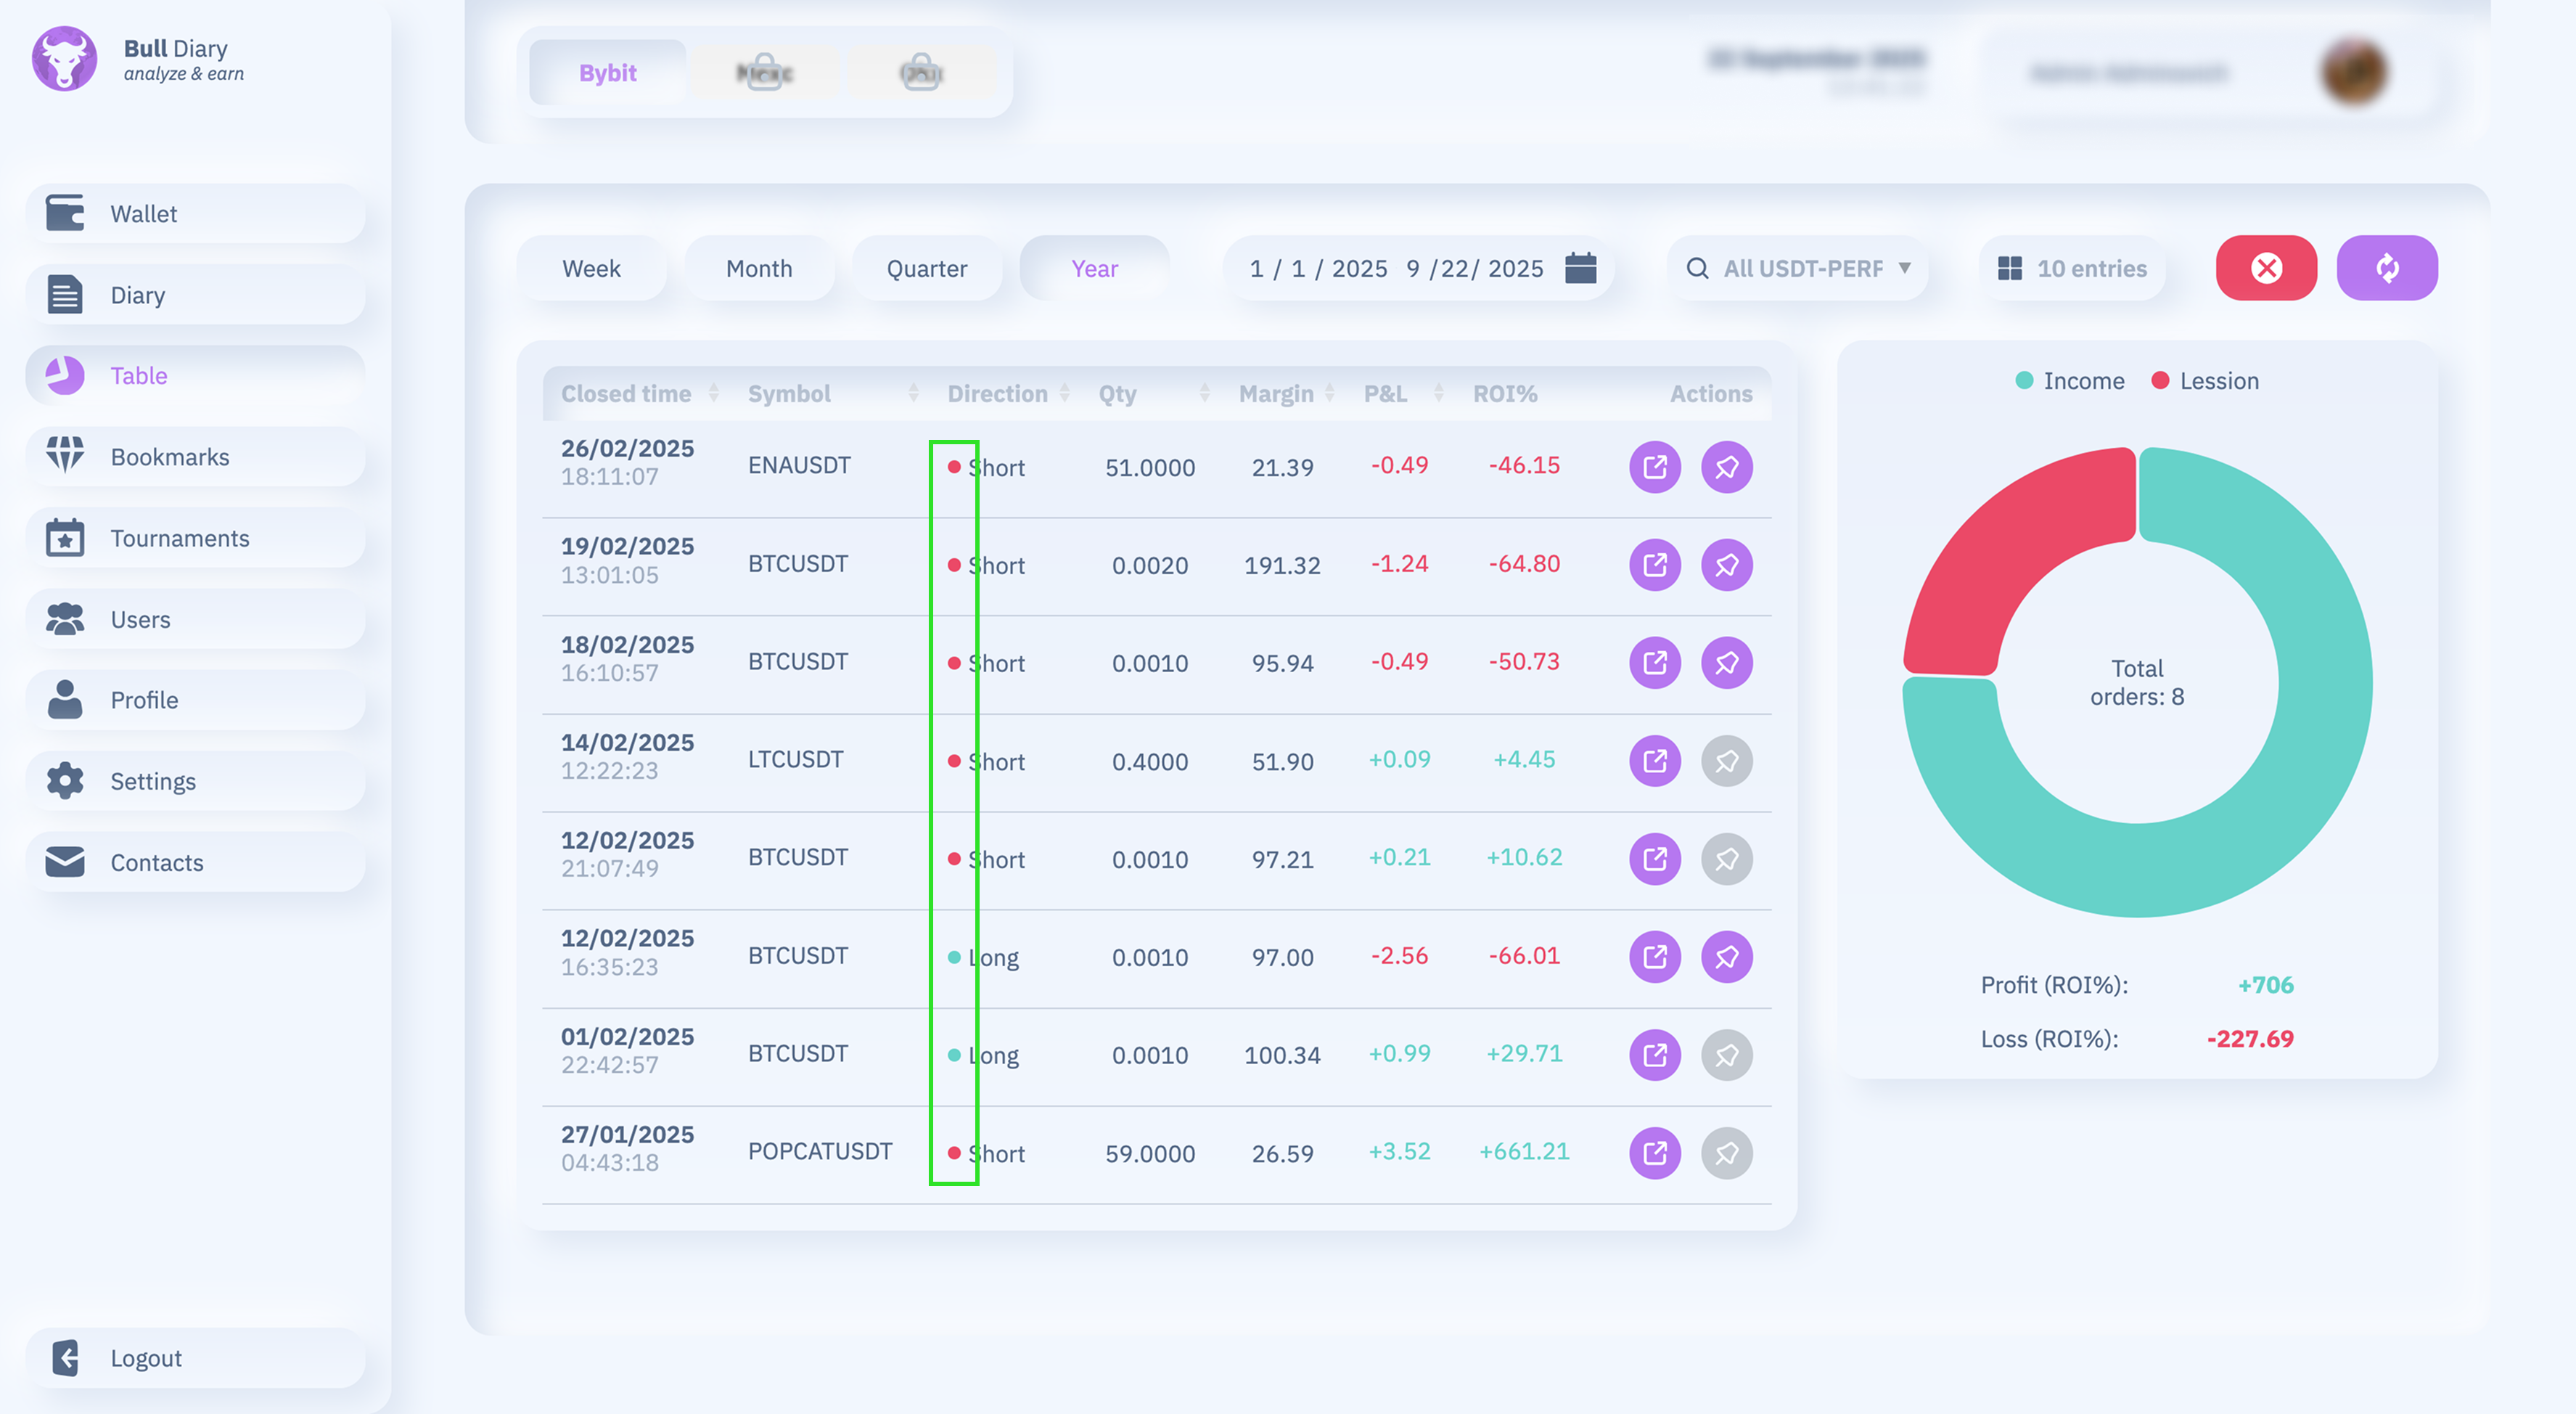 Bull Diary
analyze & earn
Wallet
Diary
Table
Bookmarks
Tournaments
Users
Profile
Settings
Contacts
Logout
Bybit
Week Month Quarter Year 1 / 1 / 2025 9 /22/ 2025 All USDT-PERF 10 entries
Closed time Symbol Direction Qty Margin P&L ROI% Actions
26/02/2025
18:11:07
ENAUSDT Short 51.0000 21.39 -0.49 -46.15
19/02/2025
13:01:05
BTCUSDT Short 0.0020 191.32 -1.24 -64.80
18/02/2025
16:10:57
BTCUSDT Short 0.0010 95.94 -0.49 -50.73
14/02/2025
12:22:23
LTCUSDT Short 0.4000 51.90 +0.09 +4.45
12/02/2025
21:07:49
BTCUSDT Short 0.0010 97.21 +0.21 +10.62
12/02/2025
16:35:23
BTCUSDT Long 0.0010 97.00 -2.56 -66.01
01/02/2025
22:42:57
BTCUSDT Long 0.0010 100.34 +0.99 +29.71
27/01/2025
04:43:18
POPCATUSDT Short 59.0000 26.59 +3.52 +661.21
Income Lession
Total
orders: 8
Profit (ROI%): +706
Loss (ROI%): -227.69